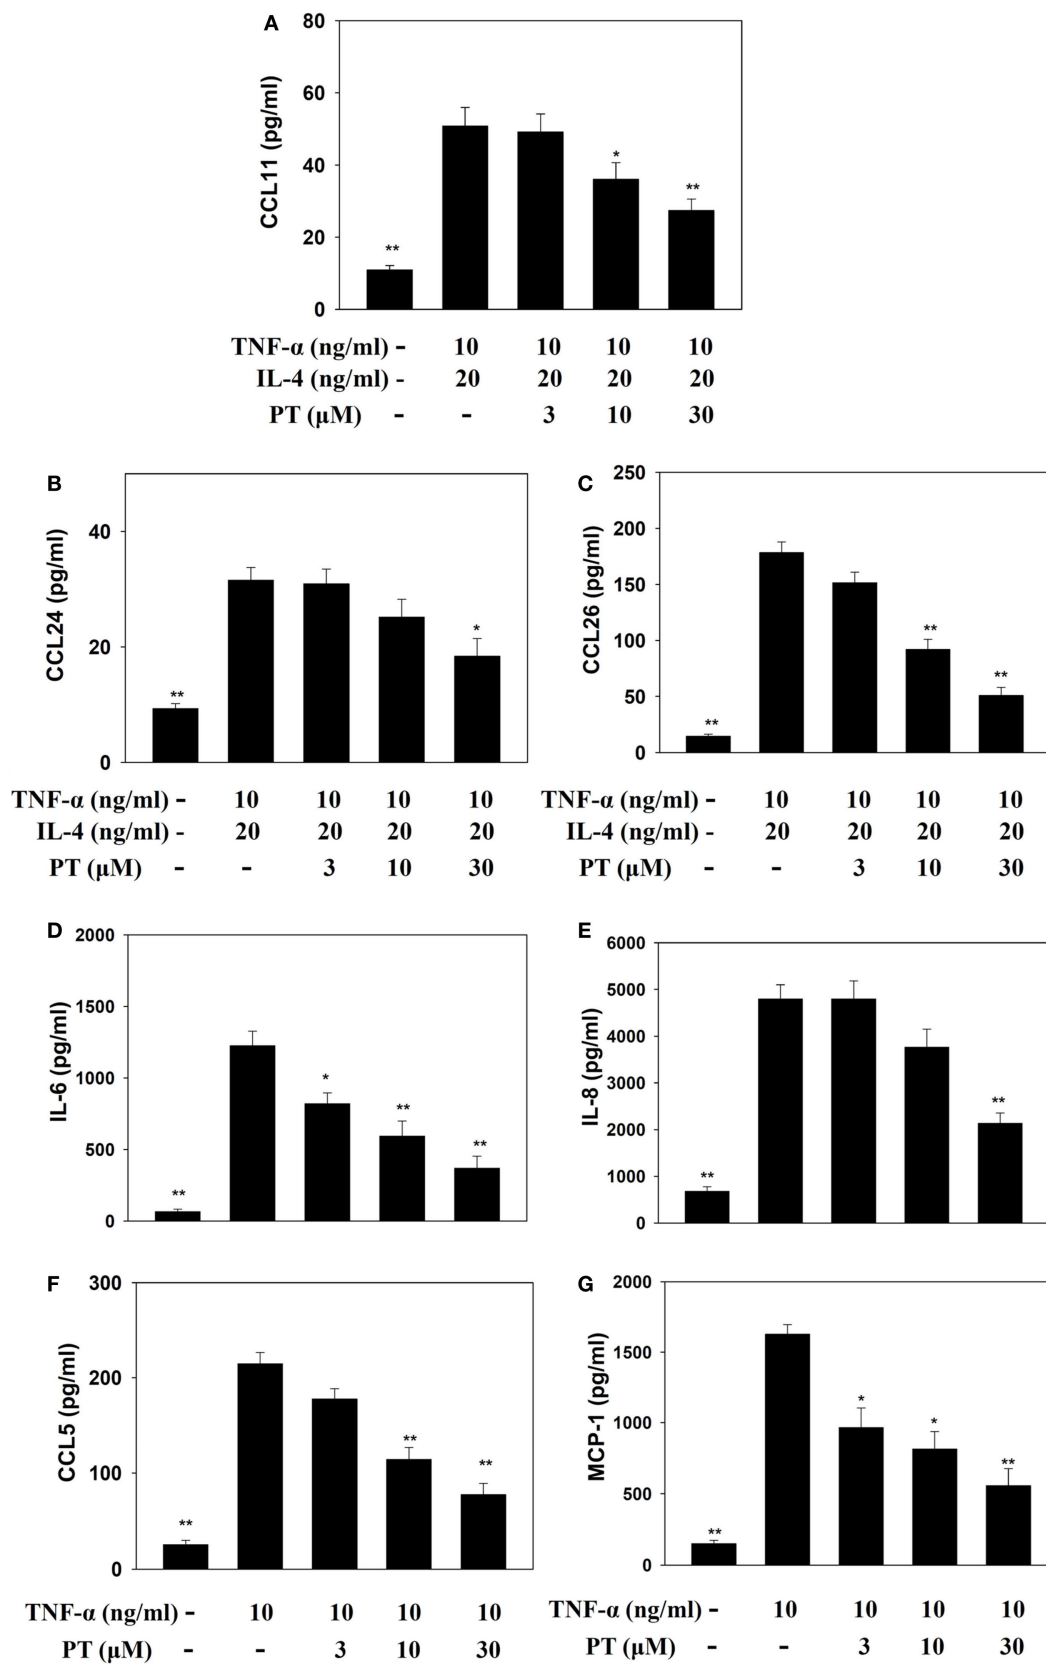 A
80
60
40
20
0
CCL11 (pg/ml)
**
*
**
TNF-α (ng/ml) - 10 10 10 10
IL-4 (ng/ml) - 20 20 20 20
PT (μM) - - 3 10 30
B
40
20
0
CCL24 (pg/ml)
**
*
TNF-α (ng/ml) - 10 10 10 10
IL-4 (ng/ml) - 20 20 20 20
PT (μM) - - 3 10 30
C
250
200
150
100
50
0
CCL26 (pg/ml)
**
**
**
TNF-α (ng/ml) - 10 10 10 10
IL-4 (ng/ml) - 20 20 20 20
PT (μM) - - 3 10 30
D
2000
1500
1000
500
0
IL-6 (pg/ml)
**
*
**
**
E
6000
5000
4000
3000
2000
1000
0
IL-8 (pg/ml)
**
**
F
300
200
100
0
CCL5 (pg/ml)
**
**
**
TNF-α (ng/ml) - 10 10 10 10
PT (μM) - - 3 10 30
G
2000
1500
1000
500
0
MCP-1 (pg/ml)
**
*
*
**
TNF-α (ng/ml) - 10 10 10 10
PT (μM) - - 3 10 30